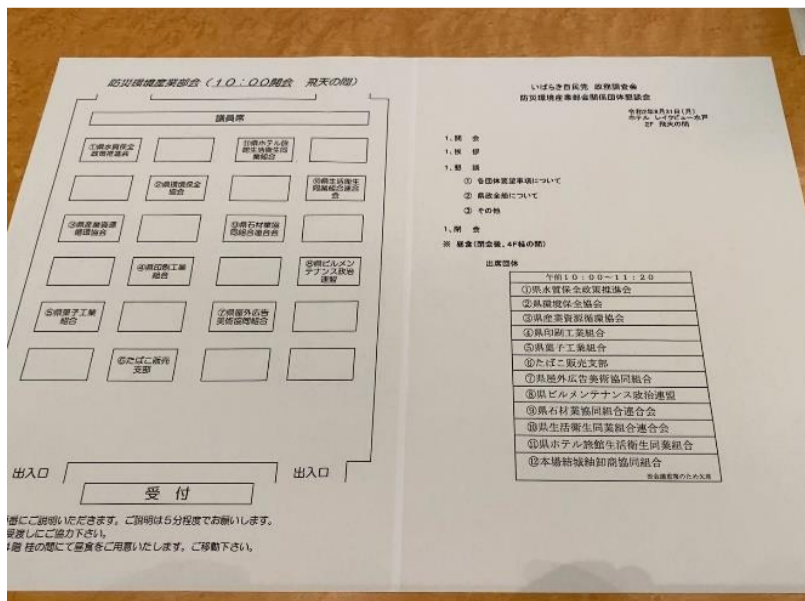 防災環境産業部会(10:00開会 飛天の間)
議員席
①県水質保全
政策推進会
⑪県ホテル旅
館生活衛生同
業組合
②県環境保全
協会
⑩県生活衛生
同業組合連合
会
③県産業資源
循環協会
⑨県石材業協
同組合連合会
④県印刷工業
組合
⑧県ビルメン
テナンス政治
連盟
⑤県菓子工業
組合
⑦県屋外広告
美術協同組合
⑥たばこ販売
支部
出入口
出入口
受付
番にご説明いただきます。ご説明は5分程度でお願いします。
受渡しにご協力下さい。
階 桂の間にて昼食をご用意いたします。ご移動下さい。
いばらき自民党 政務調査会
防災環境産業部会関係団体懇談会
令和2年8月31日(月)
ホテル レイクビュー水戸
2F 飛天の間
1、開 会
1、挨 拶
1、懇 談
① 各団体要望事項について
② 県政全般について
③ その他
1、閉 会
※ 昼食(閉会後、4F桂の間)
出席団体
午前10:00~11:20
①県水質保全政策推進会
②県環境保全協会
③県産業資源循環協会
④県印刷工業組合
⑤県菓子工業組合
⑥たばこ販売支部
⑦県屋外広告美術協同組合
⑧県ビルメンテナンス政治連盟
⑨県石材業協同組合連合会
⑩県生活衛生同業組合連合会
⑪県ホテル旅館生活衛生同業組合
⑫本場結城紬卸商協同組合
のため欠席